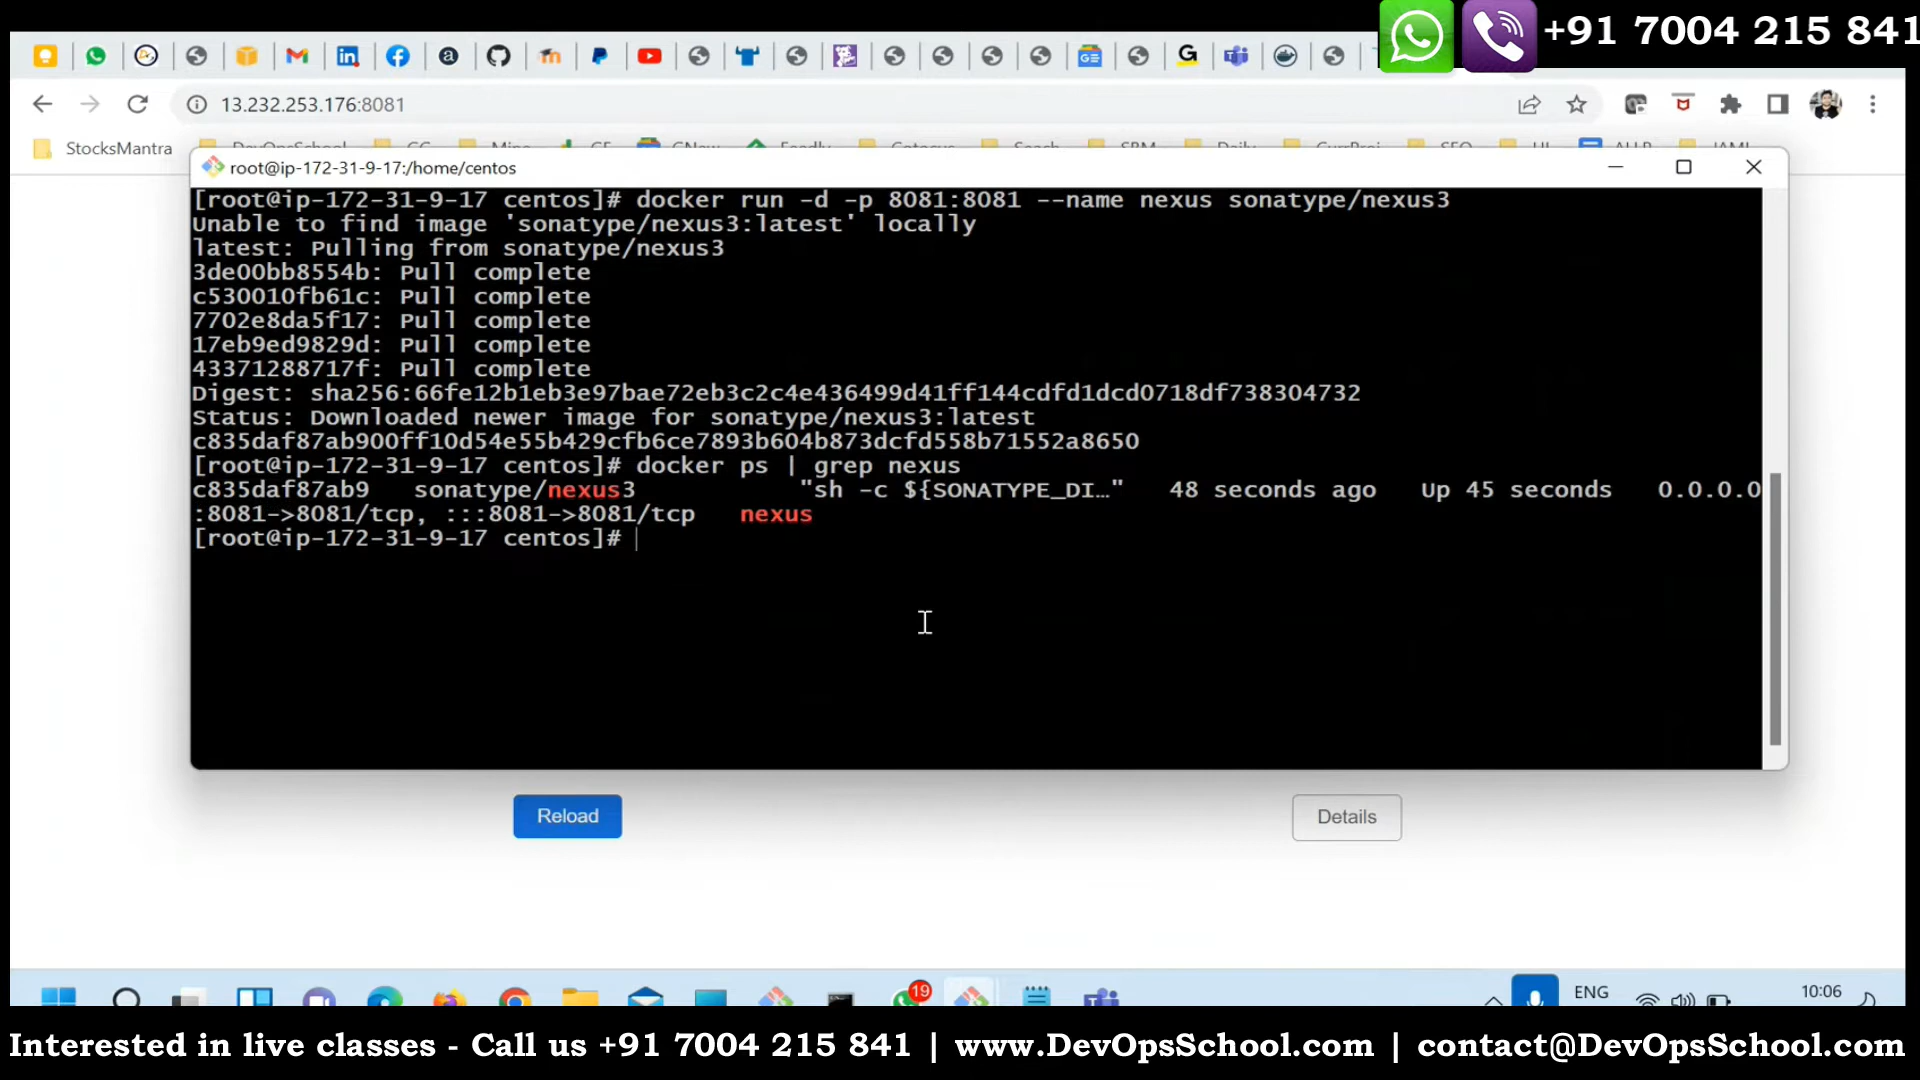 +91 7004 215 841
13.232.253.176:8081
StocksMantra
root@ip-172-31-9-17:/home/centos
[root@ip-172-31-9-17 centos]# docker run -d -p 8081:8081 --name nexus sonatype/nexus3
Unable to find image 'sonatype/nexus3:latest' locally
latest: Pulling from sonatype/nexus3
3de00bb8554b: Pull complete
c530010fb61c: Pull complete
7702e8da5f17: Pull complete
17eb9ed9829d: Pull complete
43371288717f: Pull complete
Digest: sha256:66fe12b1eb3e97bae72eb3c2c4e436499d41ff144cdfd1dcd0718df738304732
Status: Downloaded newer image for sonatype/nexus3:latest
c835daf87ab900ff10d54e55b429cfb6ce7893b604b873dcfd558b71552a8650
[root@ip-172-31-9-17 centos]# docker ps | grep nexus
c835daf87ab9   sonatype/nexus3           "sh -c ${SONATYPE_DI…"   48 seconds ago   Up 45 seconds   0.0.0.0
:8081->8081/tcp, :::8081->8081/tcp   nexus
[root@ip-172-31-9-17 centos]#
Reload
Details
19
ENG
10:06
Interested in live classes - Call us +91 7004 215 841 | www.DevOpsSchool.com | contact@DevOpsSchool.com